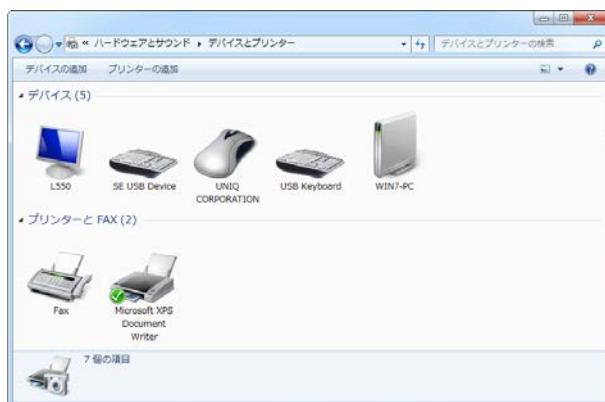 « ハードウェアとサウンド ▸ デバイスとプリンター
デバイスとプリンターの検索
デバイスの追加 プリンターの追加
デバイス (5)
L550
SE USB Device
UNIQ
CORPORATION
USB Keyboard
WIN7-PC
プリンターと FAX (2)
Fax
Microsoft XPS
Document
Writer
7 個の項目